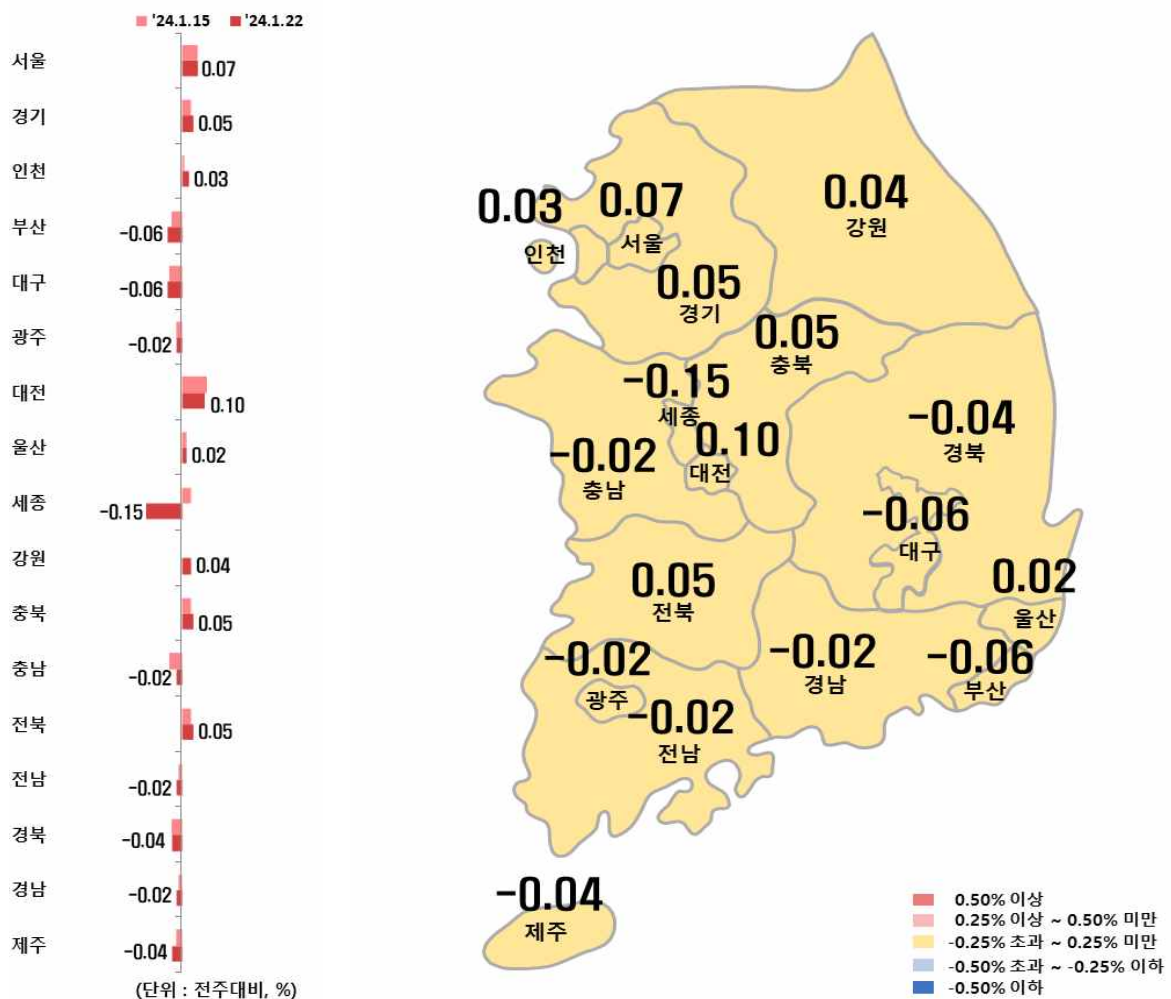 '24.1.15 '24.1.22
서울 0.07
경기 0.05
인천 0.03
부산 -0.06
대구 -0.06
광주 -0.02
대전 0.10
울산 0.02
세종 -0.15
강원 0.04
충북 0.05
충남 -0.02
전북 0.05
전남 -0.02
경북 -0.04
경남 -0.02
제주 -0.04
(단위 : 전주대비, %)
0.04
강원
0.03
인천
0.07
서울
0.05
경기
0.05
충북
-0.15
세종
-0.04
경북
0.10
대전
-0.02
충남
-0.06
대구
0.02
울산
0.05
전북
-0.02
경남
-0.06
부산
-0.02
광주
-0.02
전남
-0.04
제주
0.50% 이상
0.25% 이상 ~ 0.50% 미만
-0.25% 초과 ~ 0.25% 미만
-0.50% 초과 ~ -0.25% 이하
-0.50% 이하